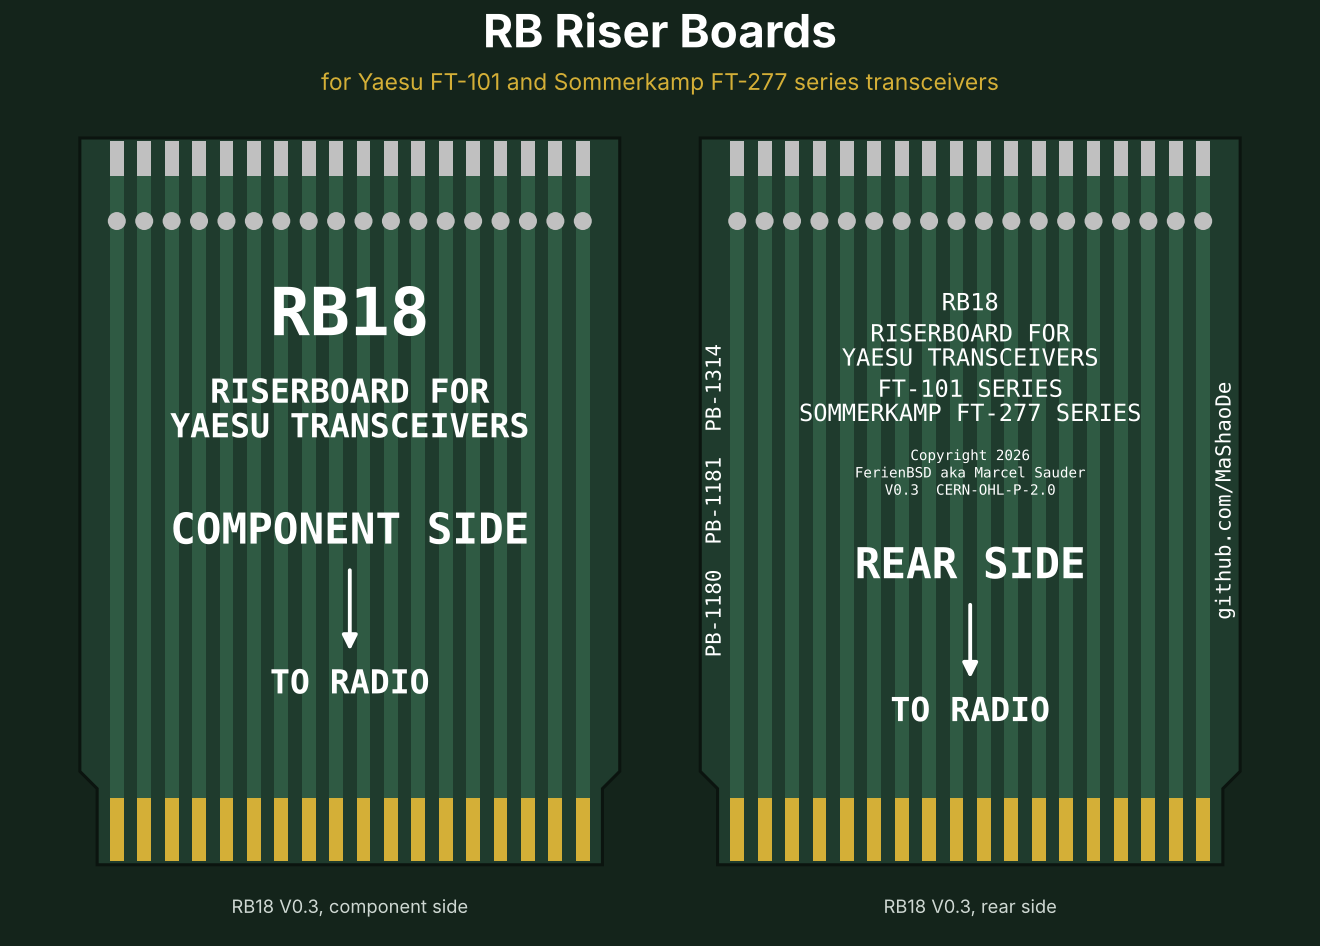 RB Riser Boards
for Yaesu FT-101 and Sommerkamp FT-277 series transceivers
RB18
RISERBOARD FOR
YAESU TRANSCEIVERS
COMPONENT SIDE
TO RADIO
RB18 V0.3, component side
PB-1180 PB-1181 PB-1314
RB18
RISERBOARD FOR
YAESU TRANSCEIVERS
FT-101 SERIES
SOMMERKAMP FT-277 SERIES
Copyright 2026
FerienBSD aka Marcel Sauder
V0.3 CERN-OHL-P-2.0
REAR SIDE
TO RADIO
github.com/MaShaoDe
RB18 V0.3, rear side